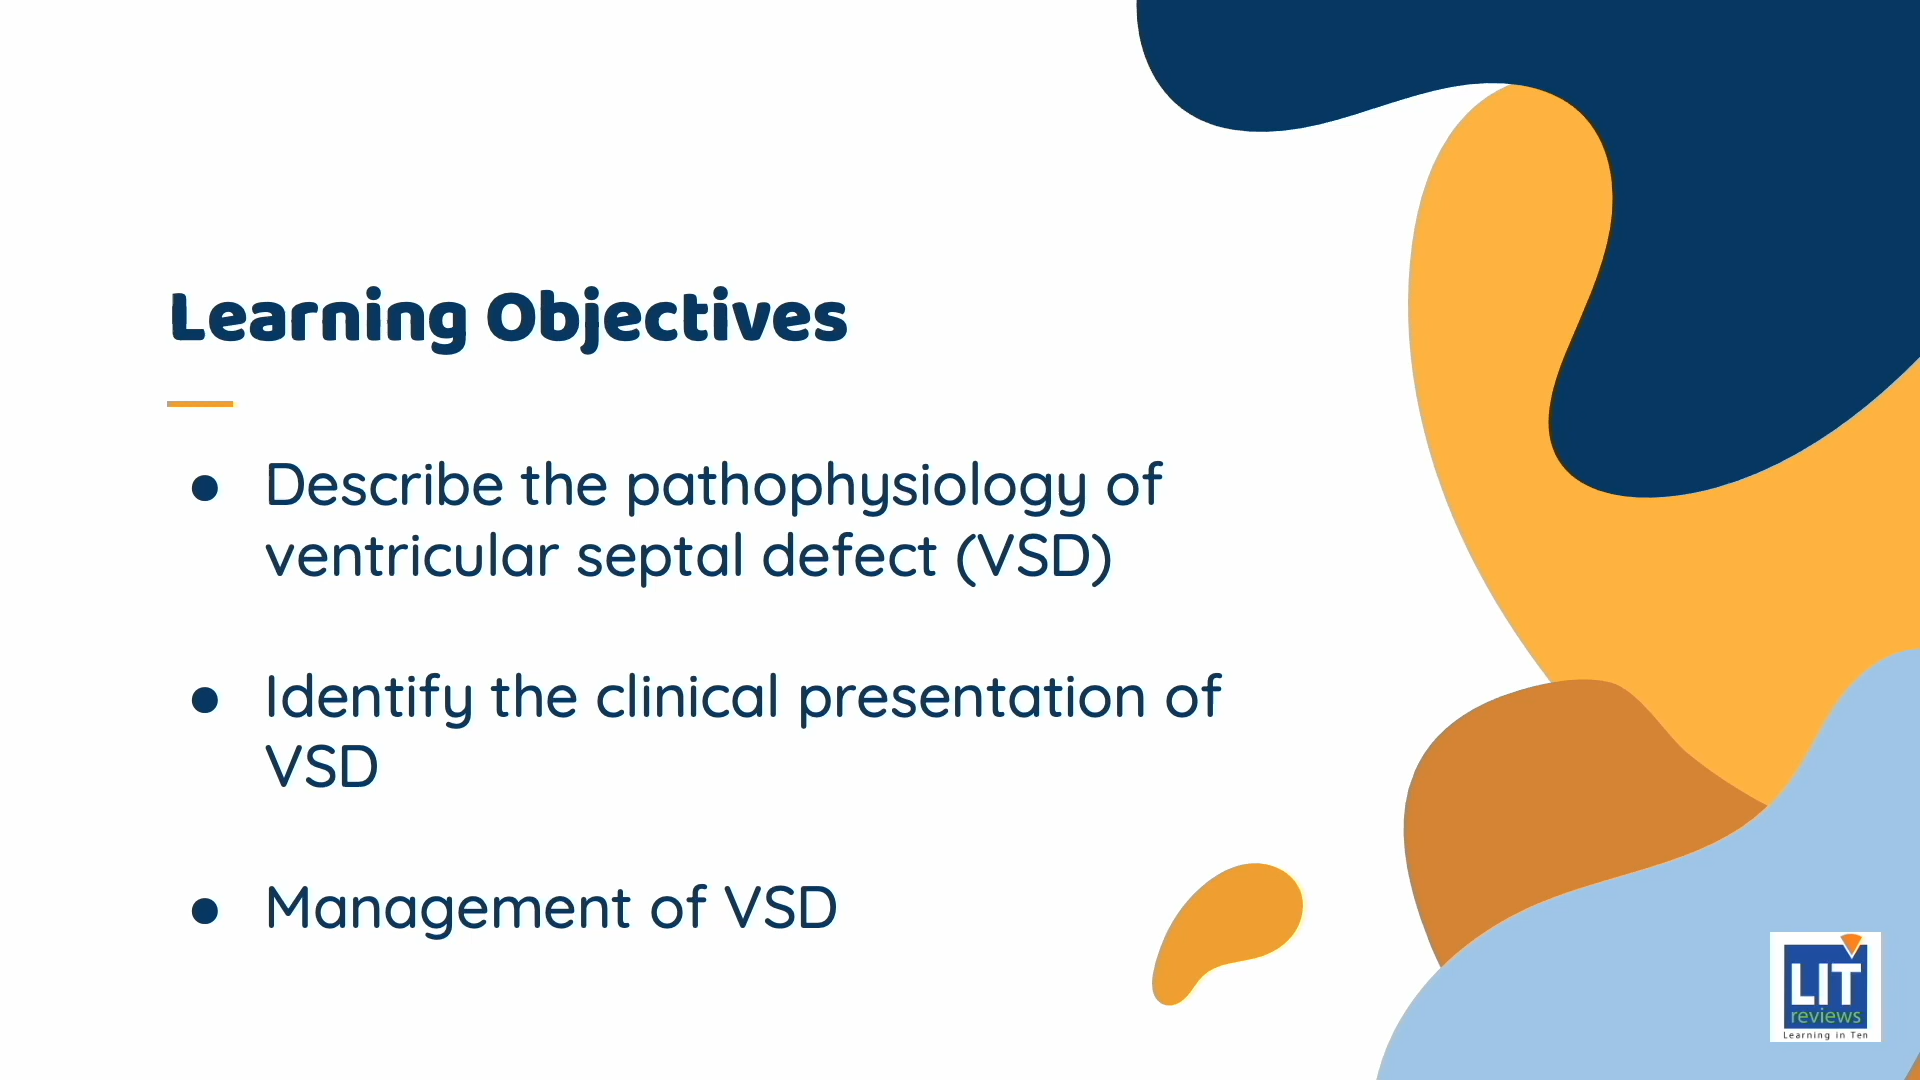 Learning Objectives
● Describe the pathophysiology of
ventricular septal defect (VSD)
● Identify the clinical presentation of
VSD
● Management of VSD
LIT
reviews
Learning in Ten